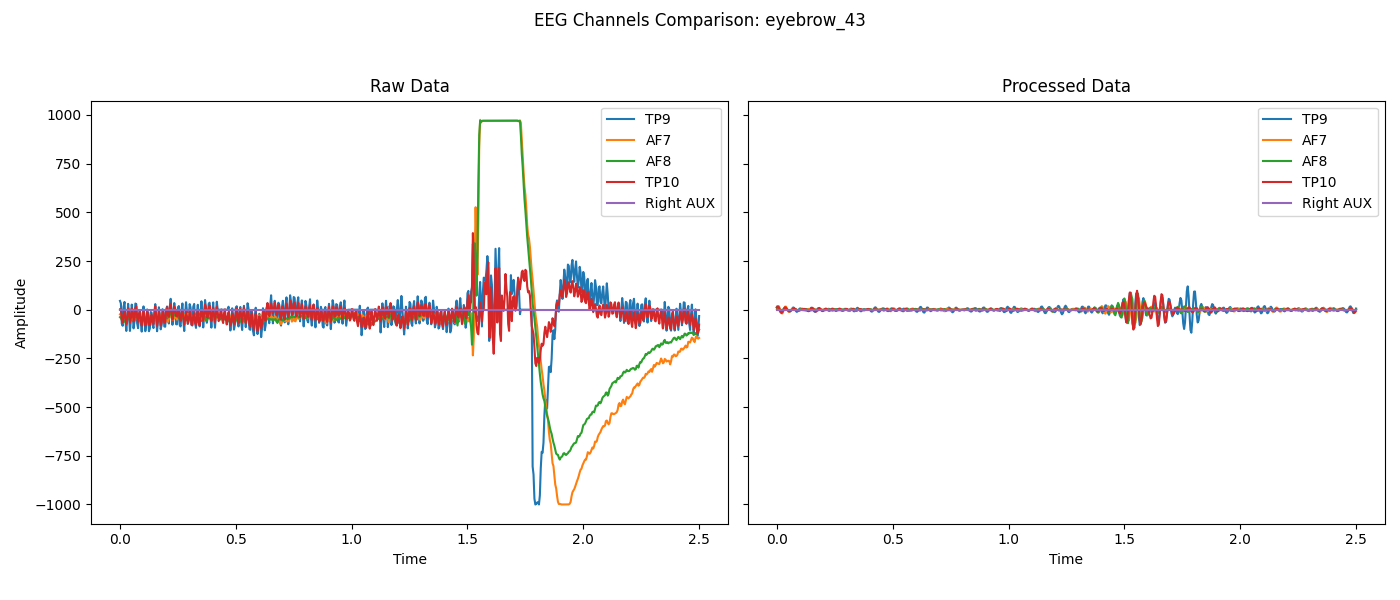 EEG Channels Comparison: eyebrow_43
Raw Data
Amplitude
1000
750
500
250
0
−250
−500
−750
−1000
0.0 0.5 1.0 1.5 2.0 2.5
Time
TP9
AF7
AF8
TP10
Right AUX
Processed Data
0.0 0.5 1.0 1.5 2.0 2.5
Time
TP9
AF7
AF8
TP10
Right AUX